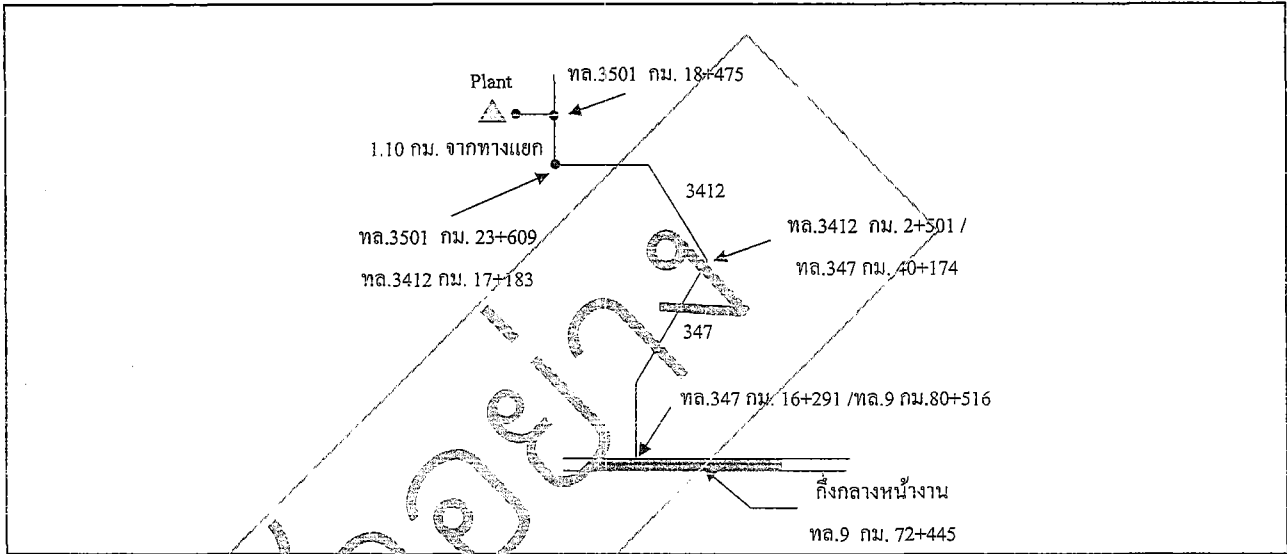 Plant
ทล.3501 กม. 18+475
1.10 กม. จากทางแยก
3412
ทล.3501 กม. 23+609
ทล.3412 กม. 17+183
ทล.3412 กม. 2+501 /
ทล.347 กม. 40+174
347
ทล.347 กม. 16+291 /ทล.9 กม.80+516
กึ่งกลางหน้างาน
ทล.9 กม. 72+445